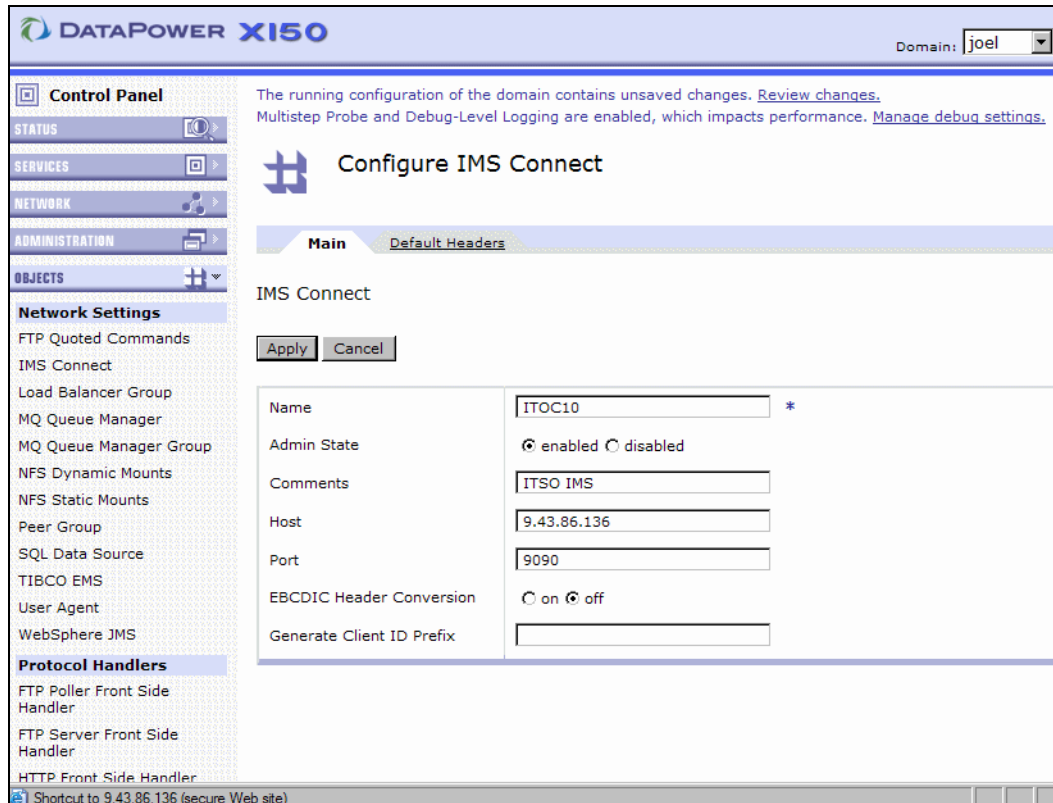 DATAPOWER XI50
Domain: joel
Control Panel
STATUS
SERVICES
NETWORK
ADMINISTRATION
OBJECTS
Network Settings
FTP Quoted Commands
IMS Connect
Load Balancer Group
MQ Queue Manager
MQ Queue Manager Group
NFS Dynamic Mounts
NFS Static Mounts
Peer Group
SQL Data Source
TIBCO EMS
User Agent
WebSphere JMS
Protocol Handlers
FTP Poller Front Side
Handler
FTP Server Front Side
Handler
HTTP Front Side Handler
The running configuration of the domain contains unsaved changes. Review changes.
Multistep Probe and Debug-Level Logging are enabled, which impacts performance. Manage debug settings.
Configure IMS Connect
Main Default Headers
IMS Connect
Apply Cancel
Name ITOC10 *
Admin State enabled disabled
Comments ITSO IMS
Host 9.43.86.136
Port 9090
EBCDIC Header Conversion on off
Generate Client ID Prefix
Shortcut to 9.43.86.136 (secure Web site)